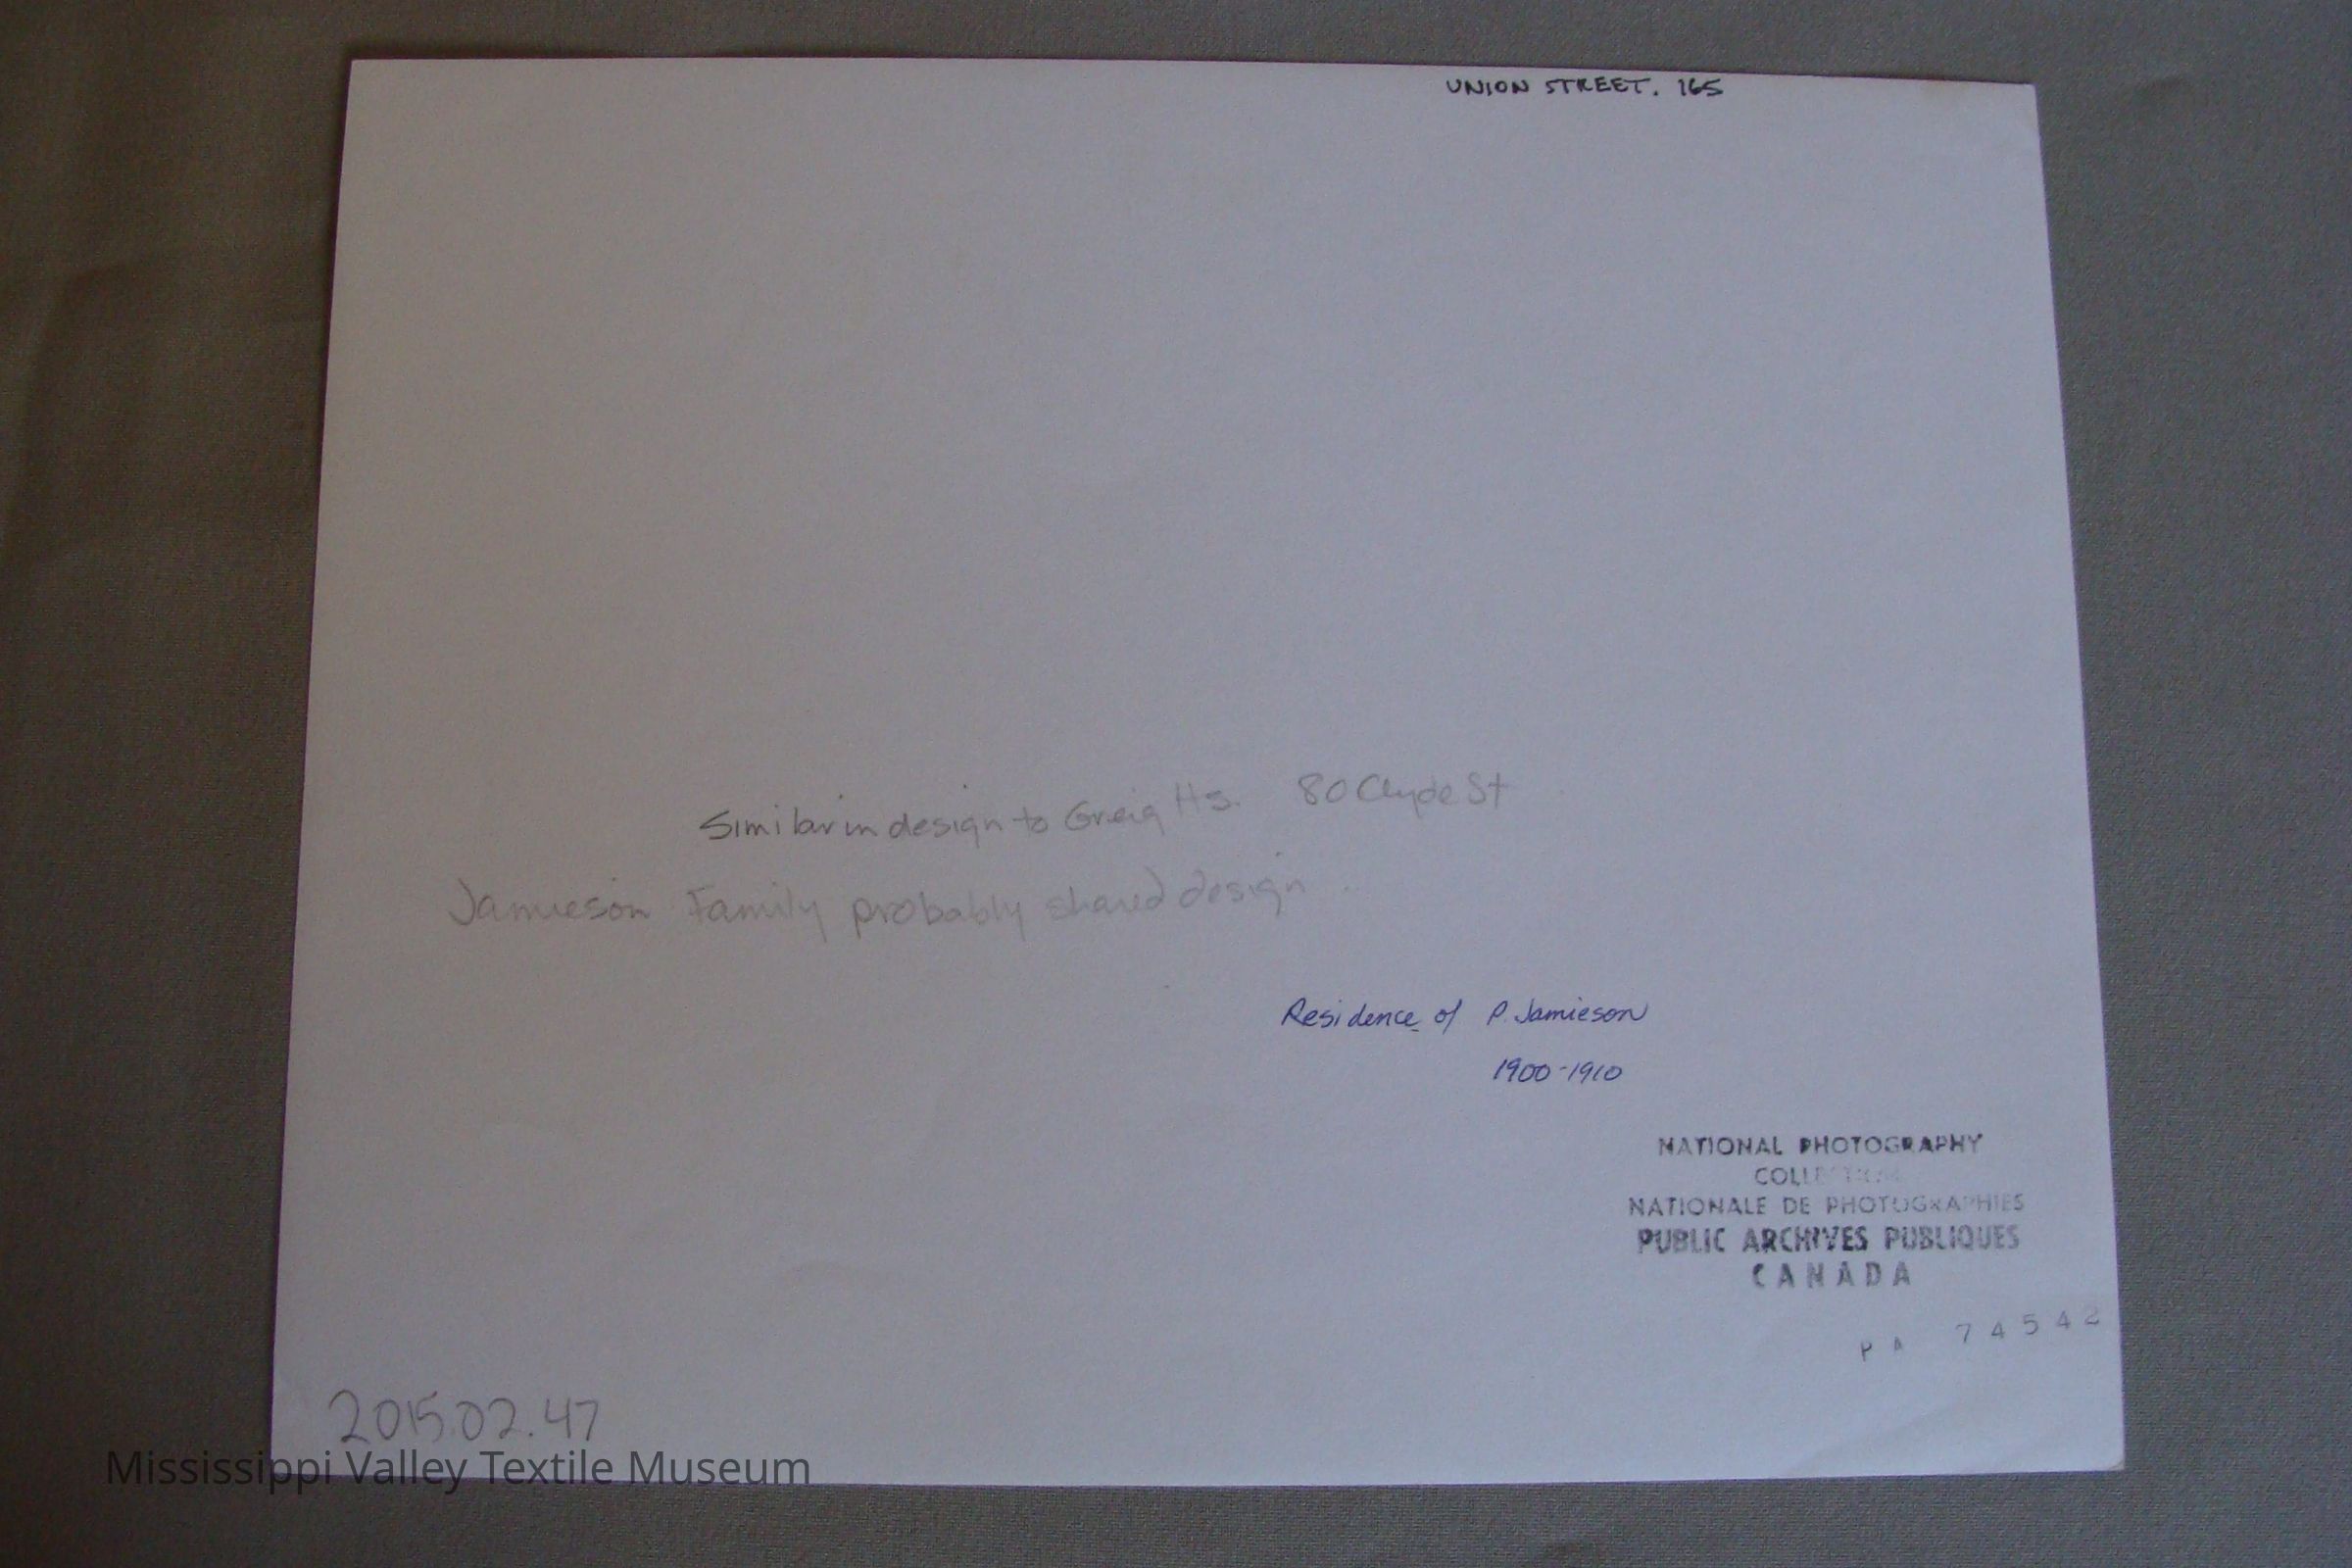 UNION STREET. 165
Similar in design to Greig Hs. 80 Clyde St
Jamieson Family probably shared design.
Residence of P. Jamieson
1900-1910
NATIONAL PHOTOGRAPHY
COLLECTION
NATIONALE DE PHOTOGRAPHIES
PUBLIC ARCHIVES PUBLIQUES
CANADA
PA 74542
2015.02.47
Mississippi Valley Textile Museum